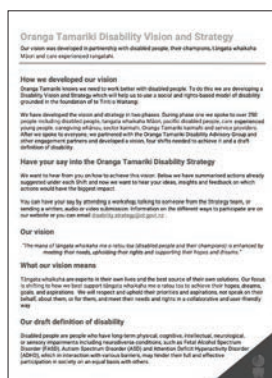 Oranga Tamariki Disability Vision and Strategy
Our vision was developed in partnership with disabled people, their champions, tāngata whaikaha
Māori and care experienced rangatahi.
How we developed our vision
Oranga Tamariki knows we need to work better with disabled people. To do this we are developing a
Disability Vision and Strategy which will help us to use a social and rights-based model of disability
grounded in the foundation of te Tiriti o Waitangi.
We have developed the vision and strategy in two phases. During phase one we spoke to over 250
people including disabled people, tangata whaikaha Māori, pacific disabled people, care experienced
young people, caregiving whānau, sector kaimahi, Oranga Tamariki kaimahi and service providers.
After we spoke to everyone, we partnered with the Oranga Tamariki Disability Advisory Group and
other engagement partners and developed a vision, four shifts needed to achieve it and a draft
definition of disability.
Have your say into the Oranga Tamariki Disability Strategy
We want to hear from you on how to achieve this vision. Below we have summarised actions already
suggested under each Shift and now we want to hear your ideas, insights and feedback on which
actions would have the biggest impact.
You can have your say by attending a workshop, talking to someone from the Strategy team, or
sending a written, audio or video submission. Information on the different ways to participate are on
our website or you can email
Our vision
"The mana of tāngata whaikaha me o ratou tua (disabled people and their champions) is enhanced by
meeting their needs, upholding their rights and supporting their hopes and dreams."
What our vision means
Tāngata whaikaha are experts in their own lives and the best source of their own solutions. Our focus
is shifting to how we best support tāngata whaikaha me o ratou tua to achieve their hopes, dreams,
goals, and aspirations. We will respect and uphold their priorities and aspirations, not speak on their
behalf, about them, or for them, and meet their needs and rights in a collaborative and user friendly
way.
Our draft definition of disability
Disabled people are people who have long-term physical, cognitive, intellectual, neurological,
or sensory impairments including neurodiverse conditions, such as Fetal Alcohol Spectrum
Disorder (FASD), Autism Spectrum Disorder (ASD) and Attention Deficit Hyperactivity Disorder
(ADHD), which in interaction with various barriers, may hinder their full and effective
participation in society on an equal basis with others.